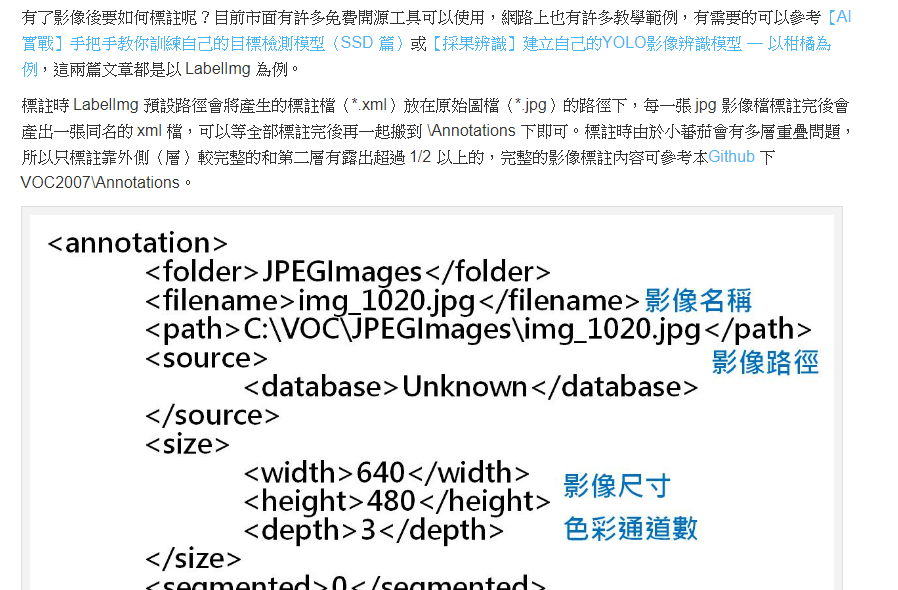 有了影像後要如何標註呢？目前市面有許多免費開源工具可以使用，網路上也有許多教學範例，有需要的可以參考【AI
實戰】手把手教你訓練自己的目標檢測模型（SSD 篇）或【採果辨識】建立自己的YOLO影像辨識模型 — 以柑橘為
例，這兩篇文章都是以 LabelImg 為例。
標註時 LabelImg 預設路徑會將產生的標註檔（*.xml）放在原始圖檔（*.jpg）的路徑下，每一張 jpg 影像檔標註完後會
產出一張同名的 xml 檔，可以等全部標註完後再一起搬到 \Annotations 下即可。標註時由於小蕃茄會有多層重疊問題，
所以只標註靠外側（層）較完整的和第二層有露出超過 1/2 以上的，完整的影像標註內容可參考本Github 下
VOC2007\Annotations。
<annotation>
<folder>JPEGImages</folder>
<filename>img_1020.jpg</filename> 影像名稱
<path>C:\VOC\JPEGImages\img_1020.jpg</path>
影像路徑
<source>
<database>Unknown</database>
</source>
<size>
<width>640</width>
影像尺寸
<height>480</height>
<depth>3</depth> 色彩通道數
</size>
<segmented>0</segmented>